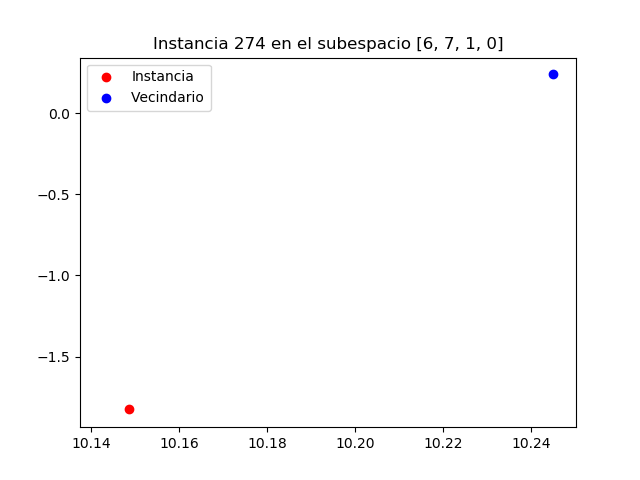 Instancia 274 en el subespacio [6, 7, 1, 0]
Instancia
Vecindario
0.0
−0.5
−1.0
−1.5
10.14 10.16 10.18 10.20 10.22 10.24